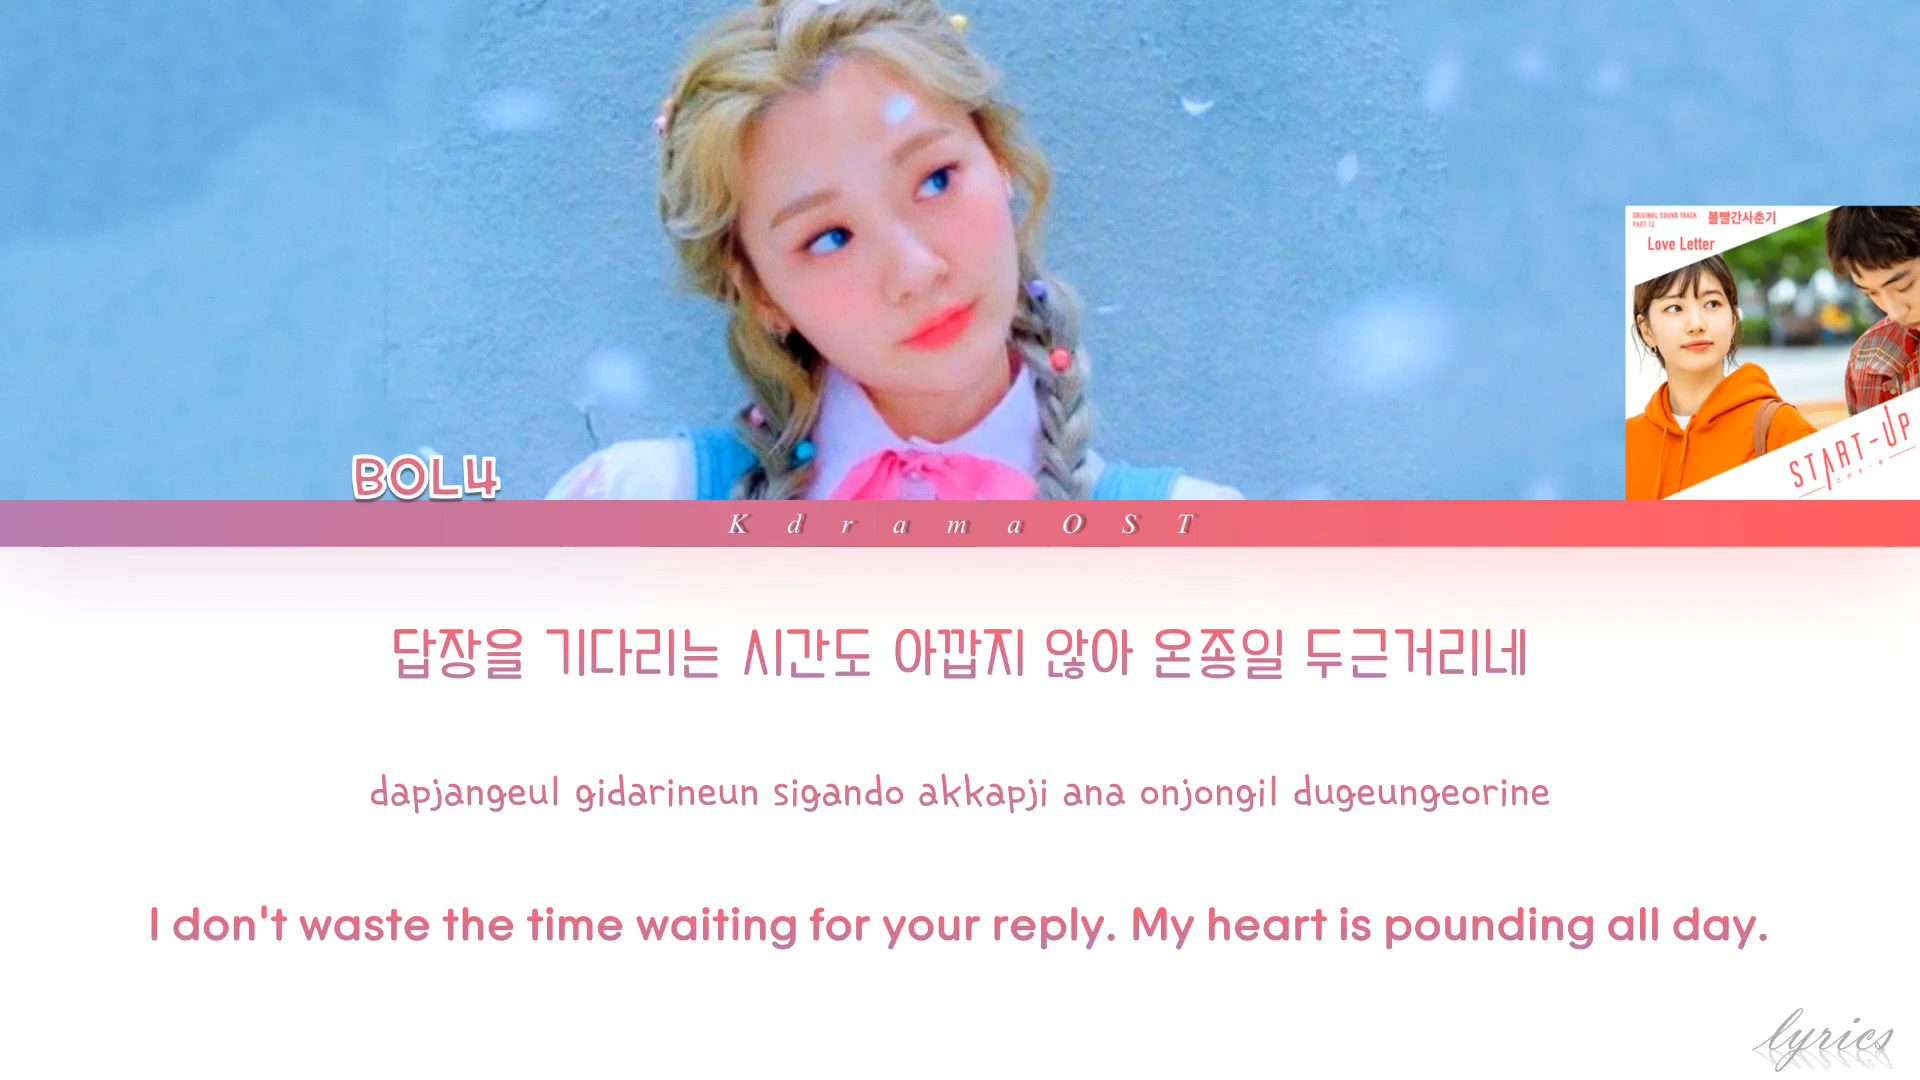 ORIGINAL SOUND TRACK
PART.12
볼빨간사춘기
Love Letter
START-UP
BOL4
KdramaOST
답장을 기다리는 시간도 아깝지 않아 온종일 두근거리네
dapjangeul gidarineun sigando akkapji ana onjongil dugeungeorine
I don't waste the time waiting for your reply. My heart is pounding all day.
lyrics